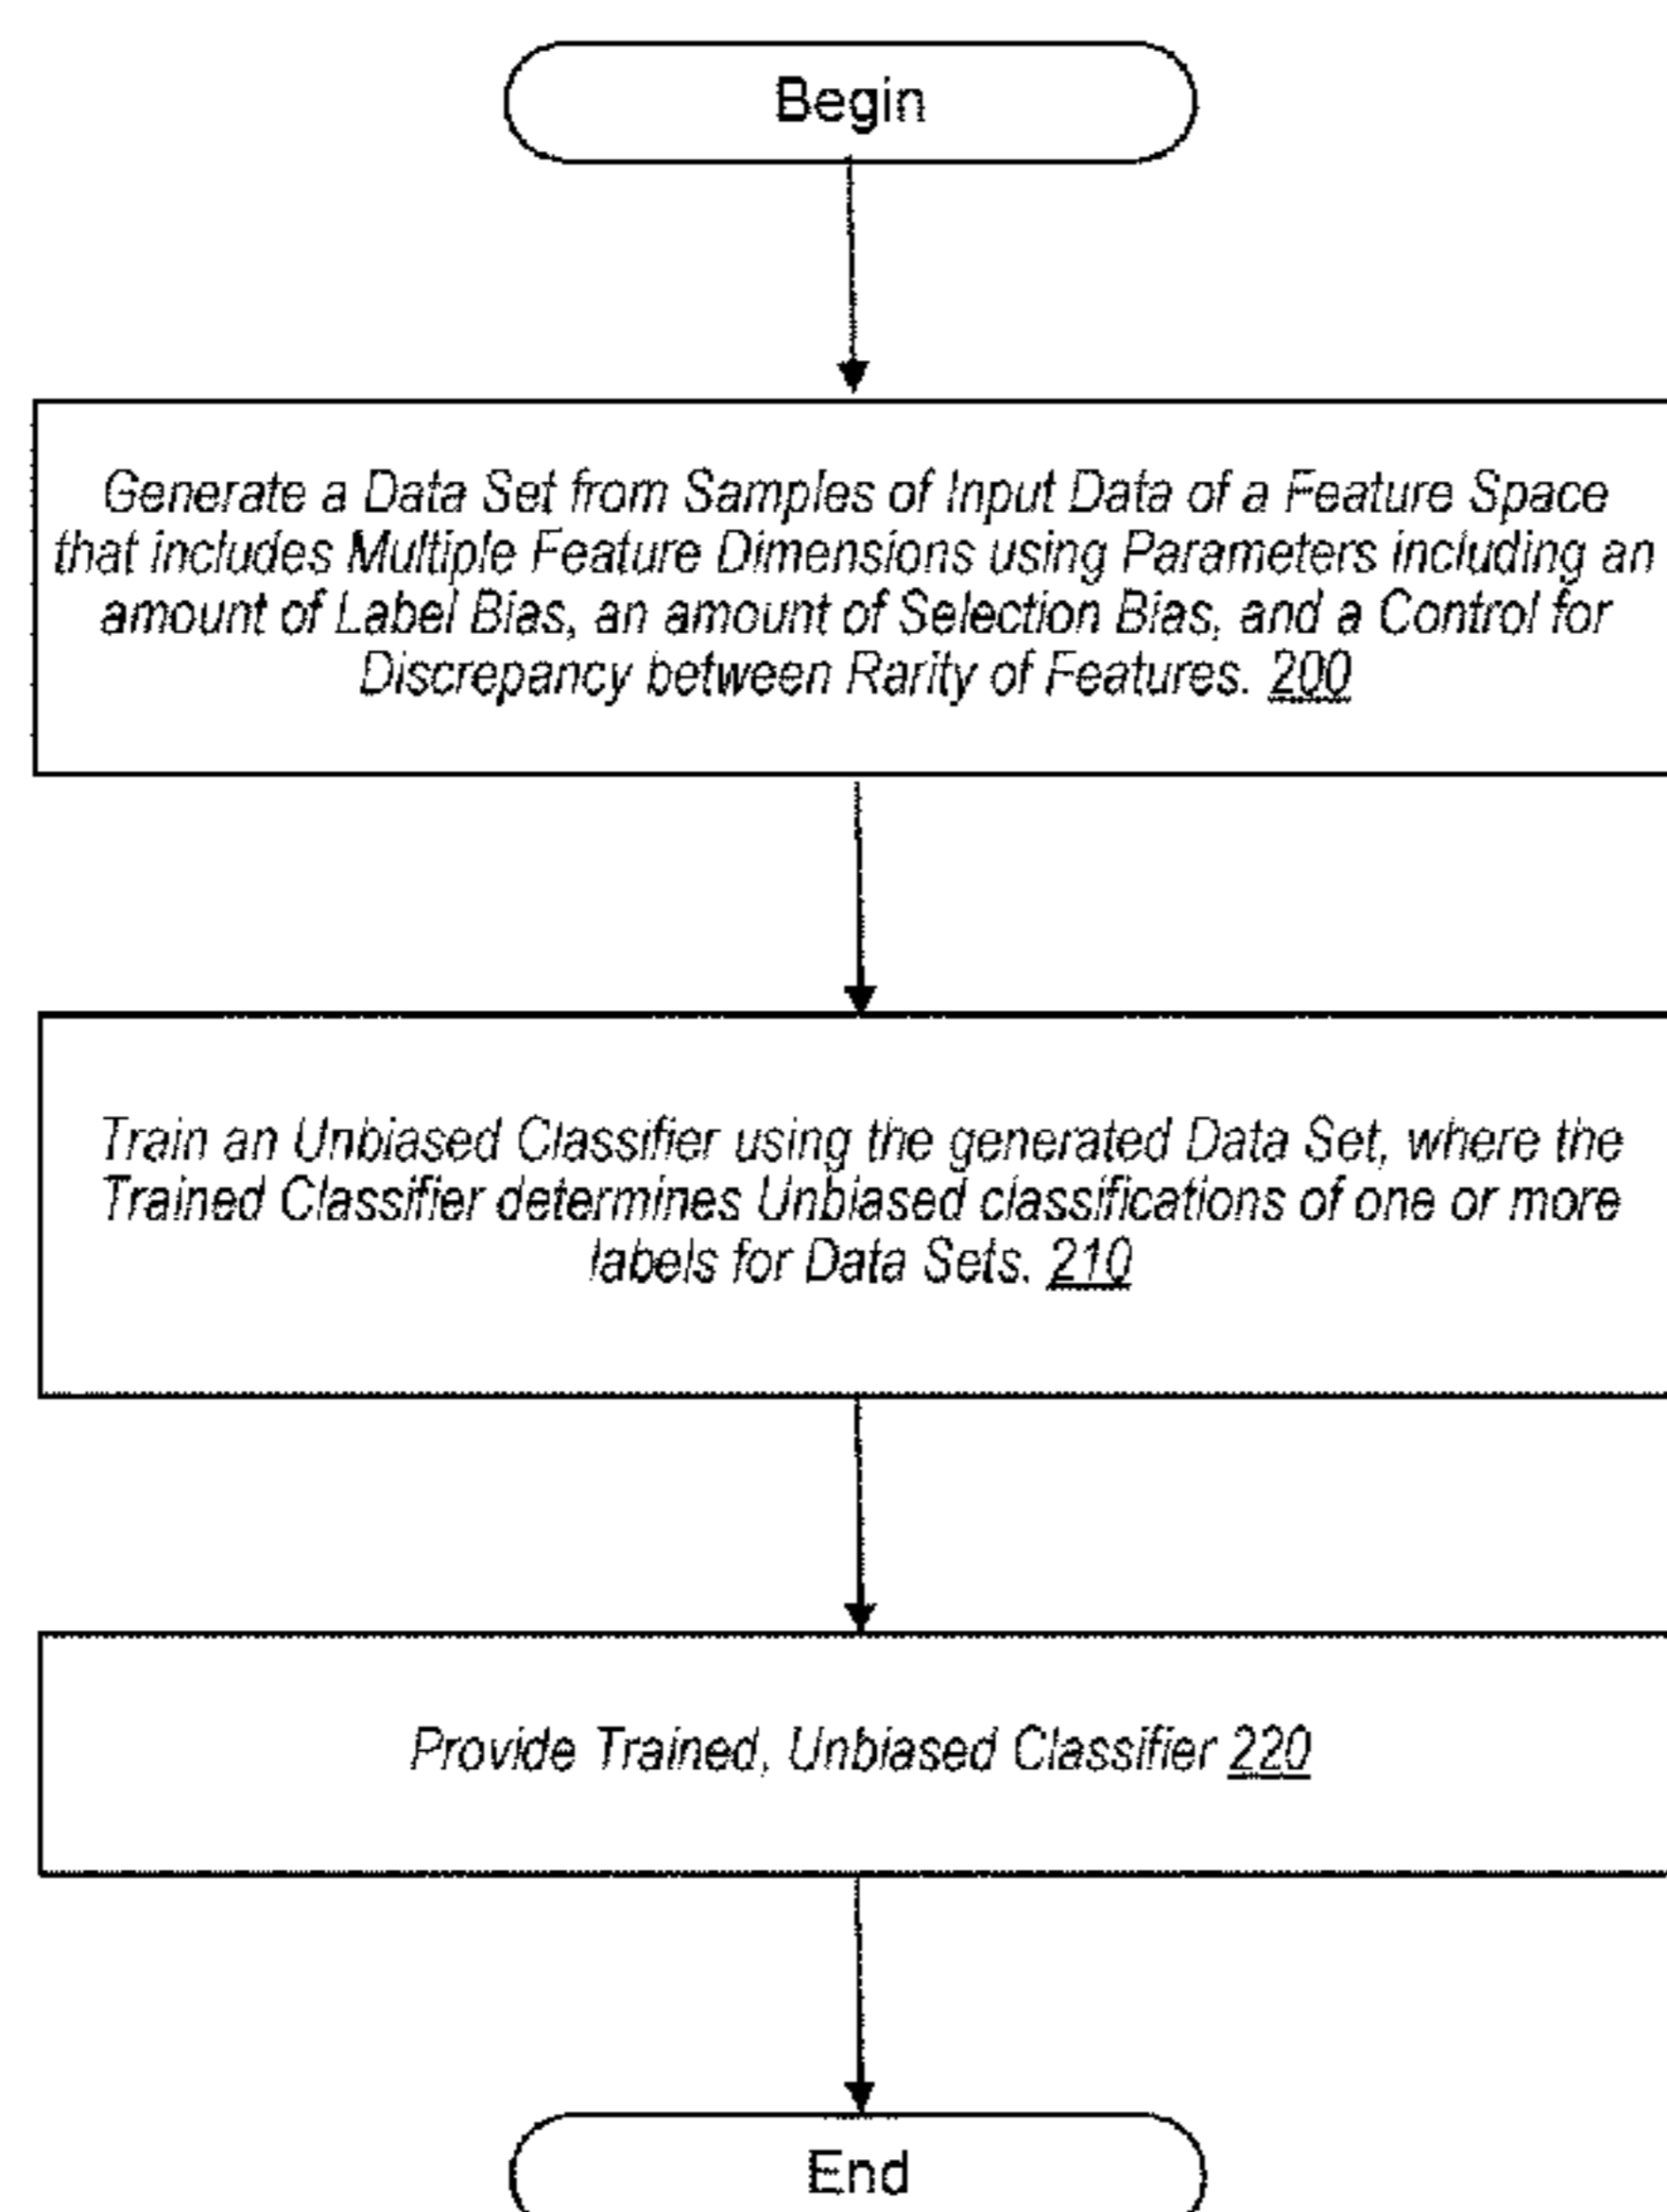 Begin
Generate a Data Set from Samples of Input Data of a Feature Space
that includes Multiple Feature Dimensions using Parameters including an
amount of Label Bias, an amount of Selection Bias, and a Control for
Discrepancy between Rarity of Features. 200
Train an Unbiased Classifier using the generated Data Set, where the
Trained Classifier determines Unbiased classifications of one or more
labels for Data Sets. 210
Provide Trained, Unbiased Classifier 220
End